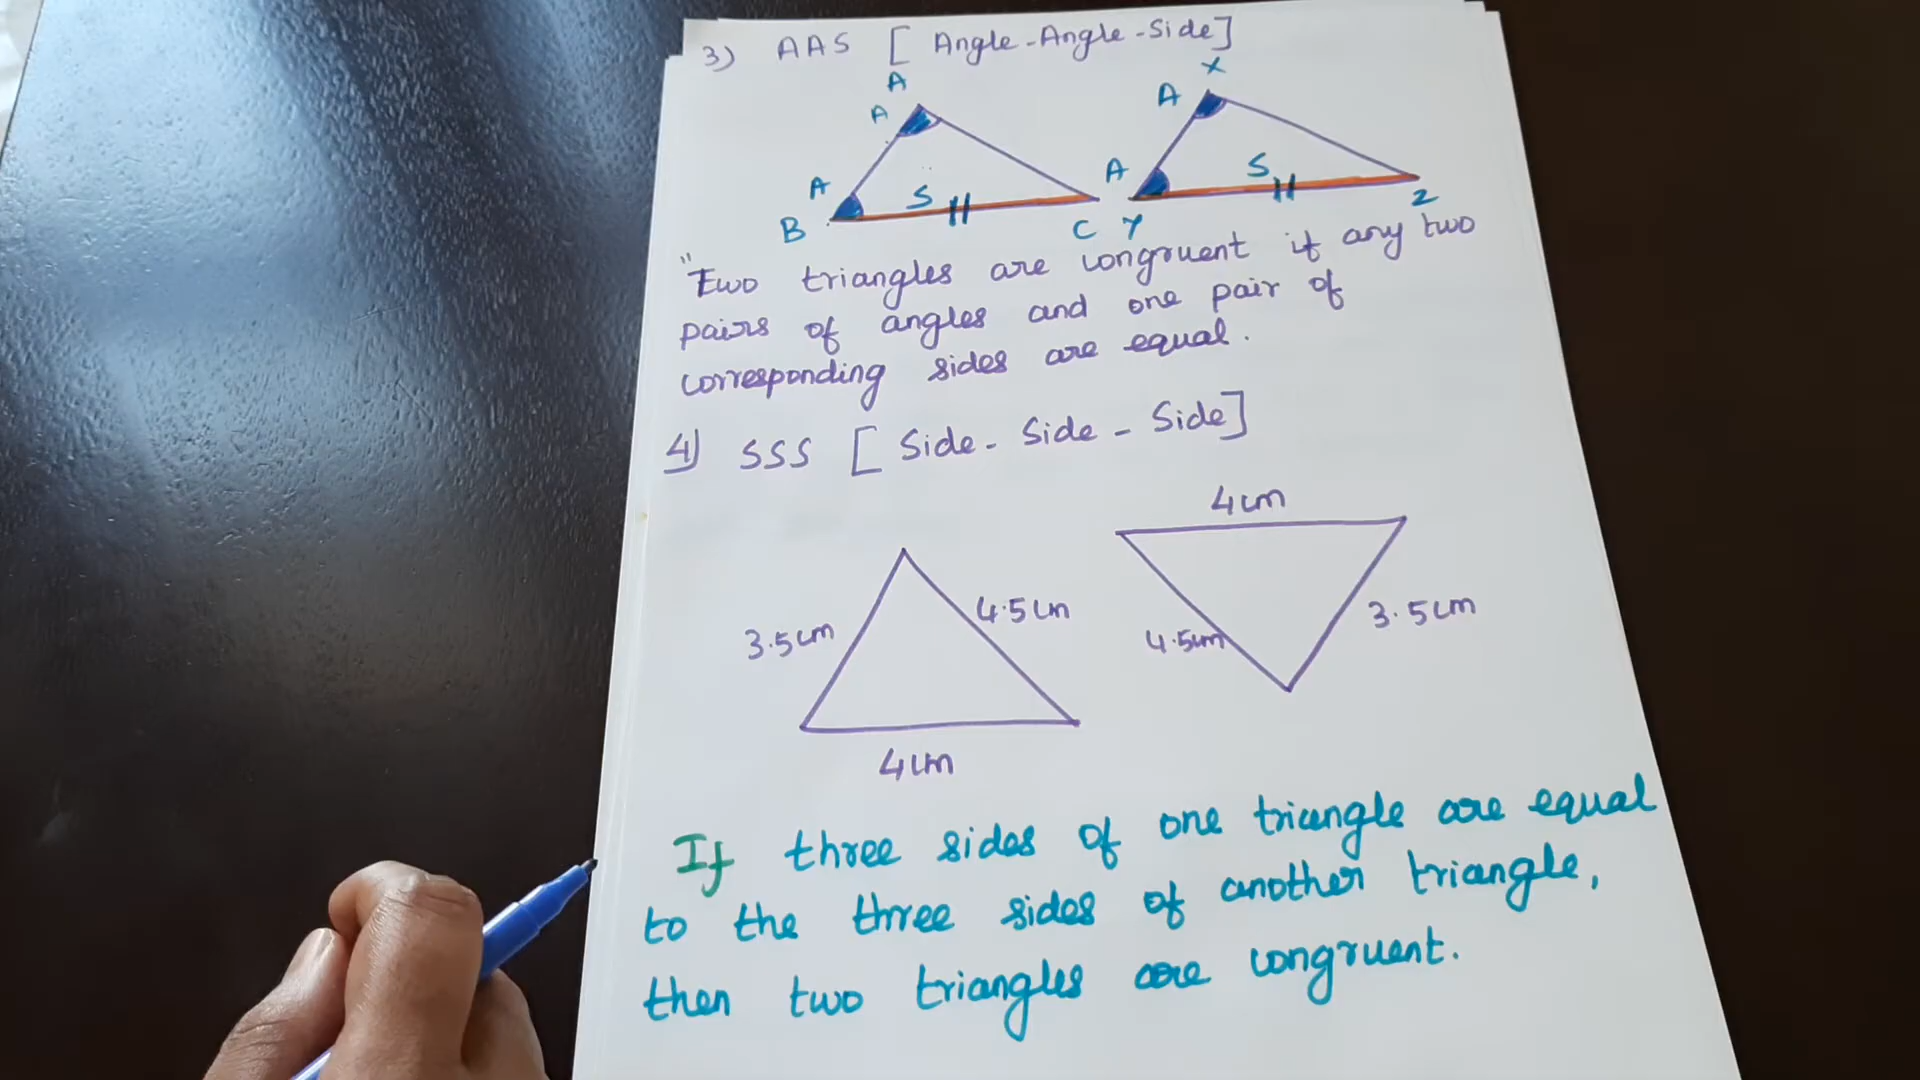 3) AAS [Angle-Angle-Side]
A X
A A
A S A S
B C Y Z
"Two triangles are congruent if any two
pairs of angles and one pair of
corresponding sides are equal.
4) SSS [Side-Side-Side]
4cm
3.5cm 4.5cm 4.5cm 3.5cm
4cm
If three sides of one triangle are equal
to the three sides of another triangle,
then two triangles are congruent.